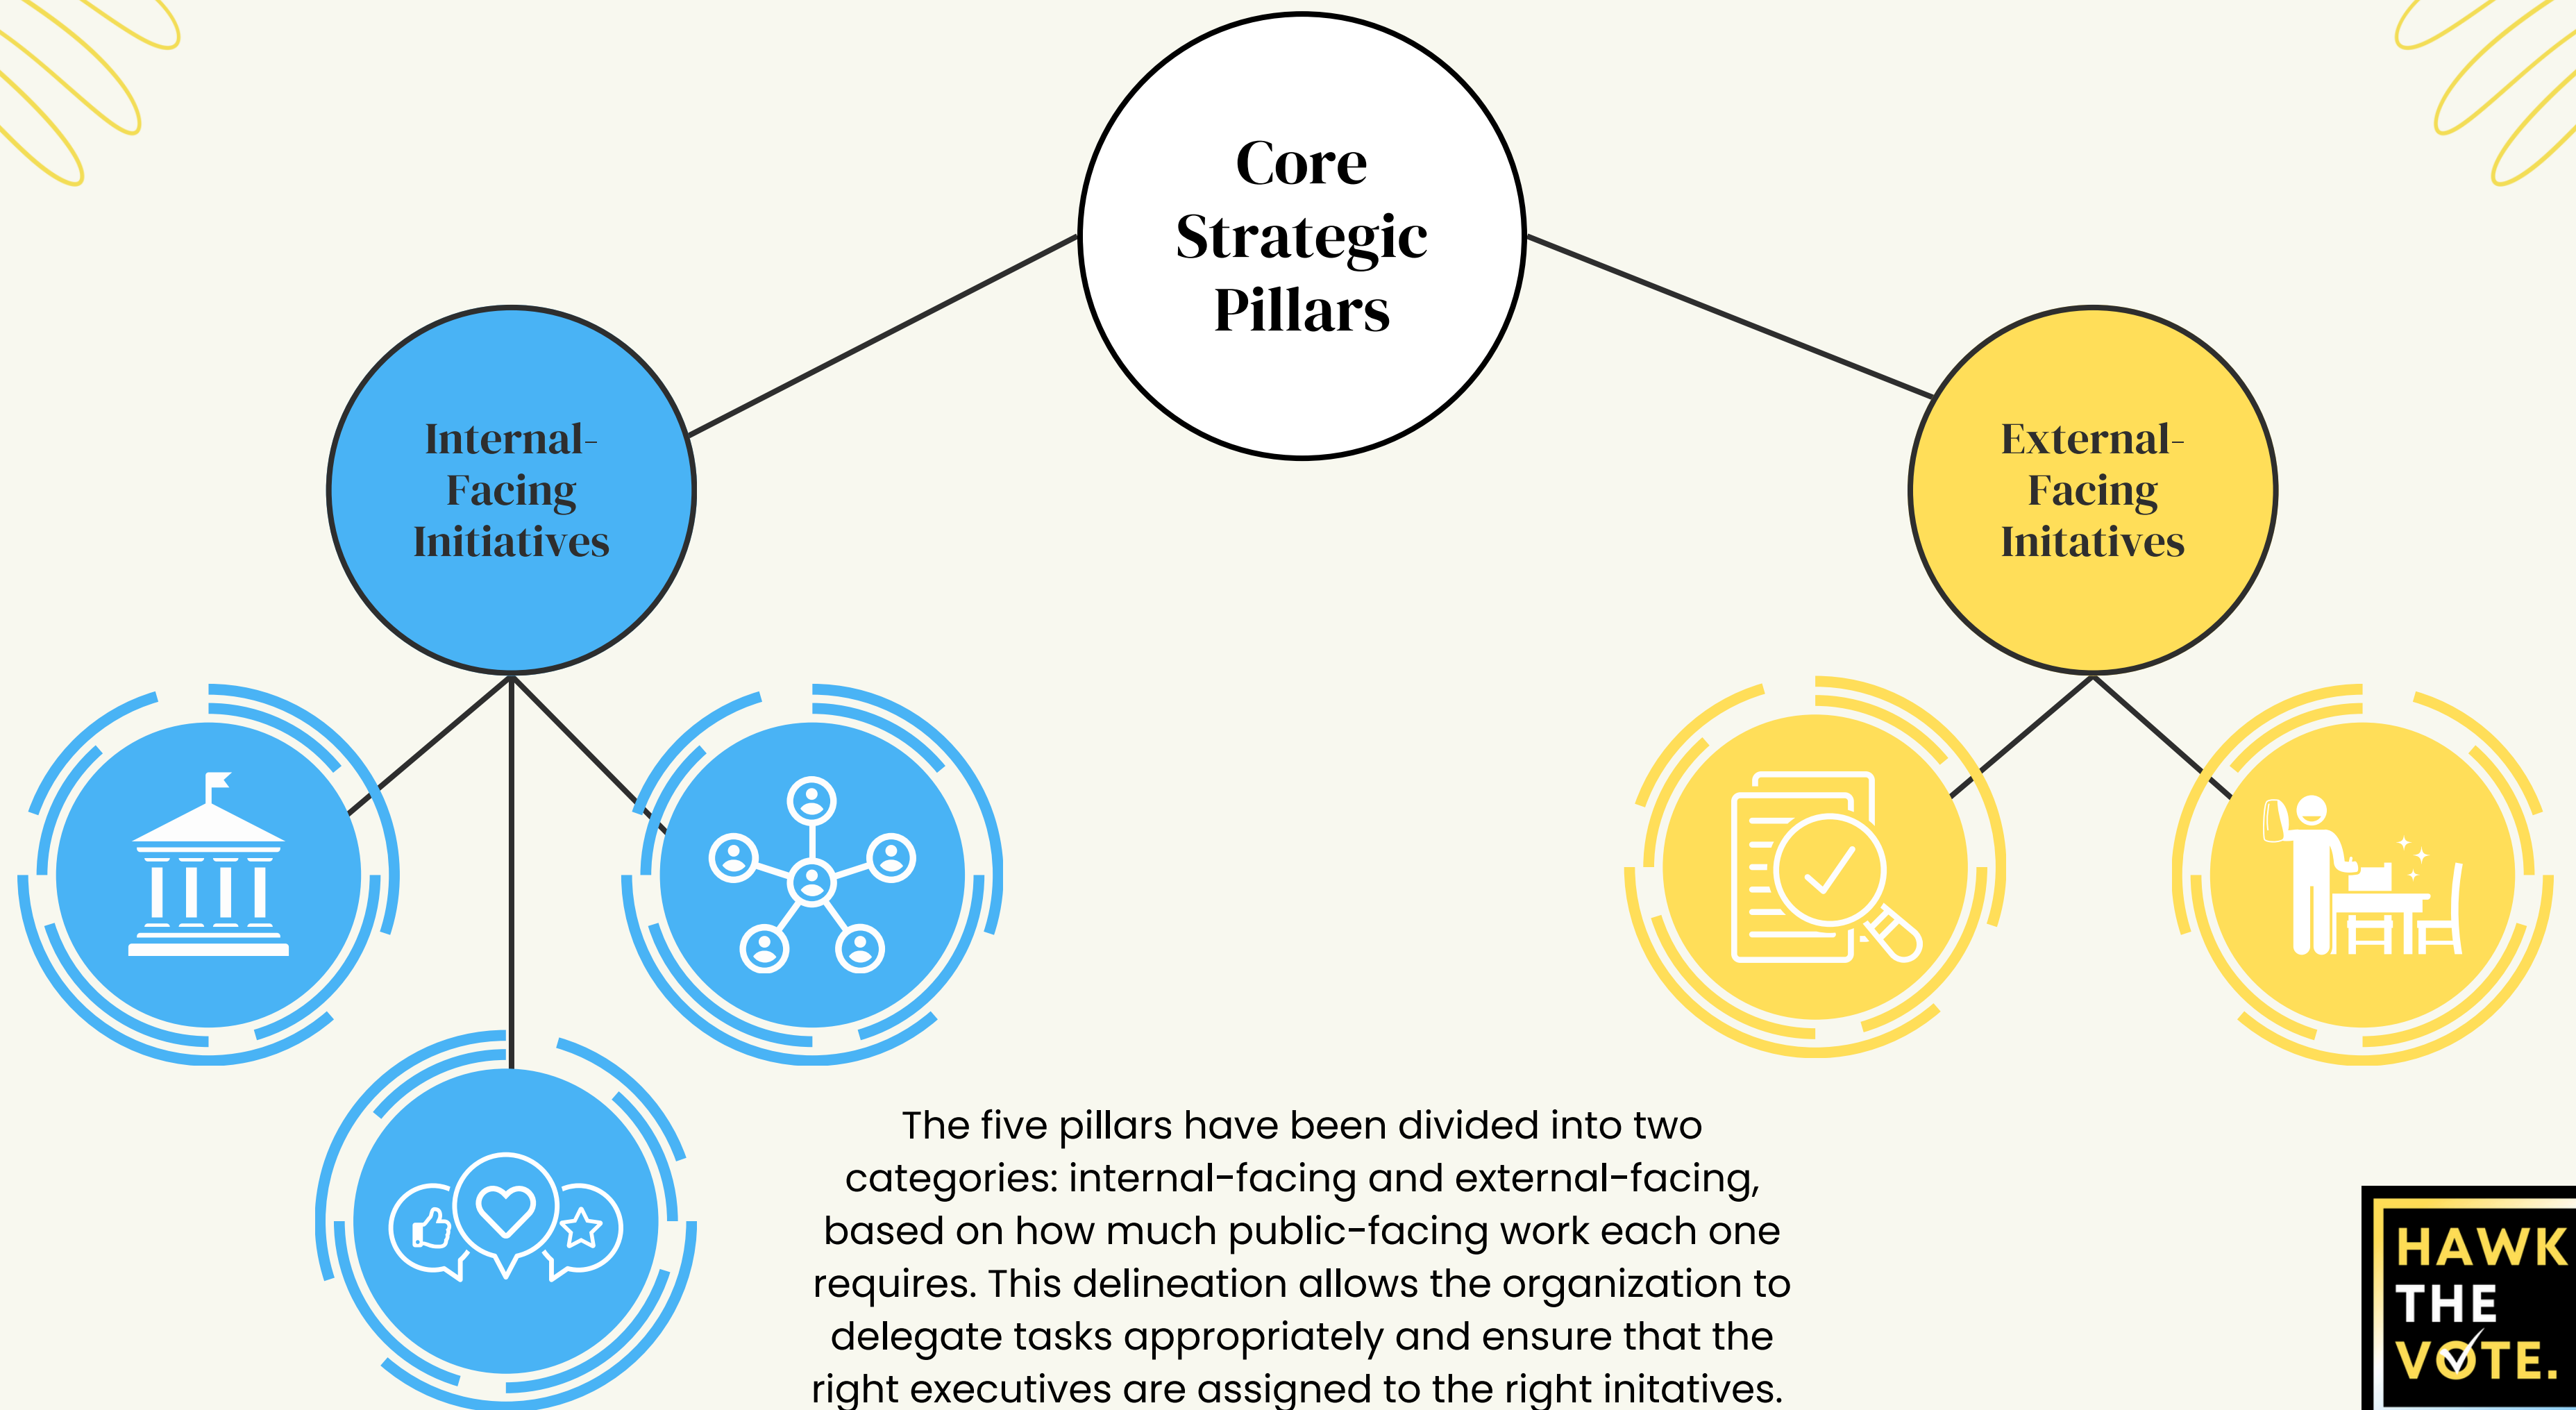 Core
Strategic
Pillars
Internal-
Facing
Initiatives
External-
Facing
Initatives
The five pillars have been divided into two
categories: internal-facing and external-facing,
based on how much public-facing work each one
requires. This delineation allows the organization to
delegate tasks appropriately and ensure that the
right executives are assigned to the right initatives.
HAWK
THE
VOTE.